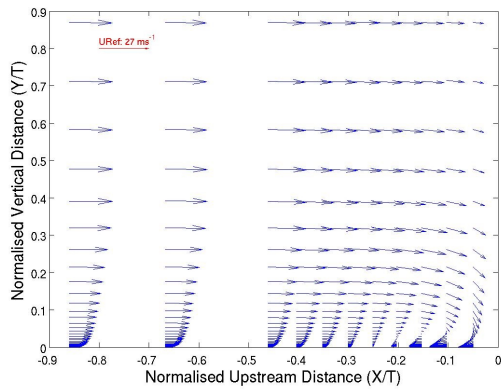 0.9
0.8
0.7
0.6
0.5
0.4
0.3
0.2
0.1
0
Normalised Vertical Distance (Y/T)
URef: 27 ms⁻¹
-0.9 -0.8 -0.7 -0.6 -0.5 -0.4 -0.3 -0.2 -0.1 0
Normalised Upstream Distance (X/T)